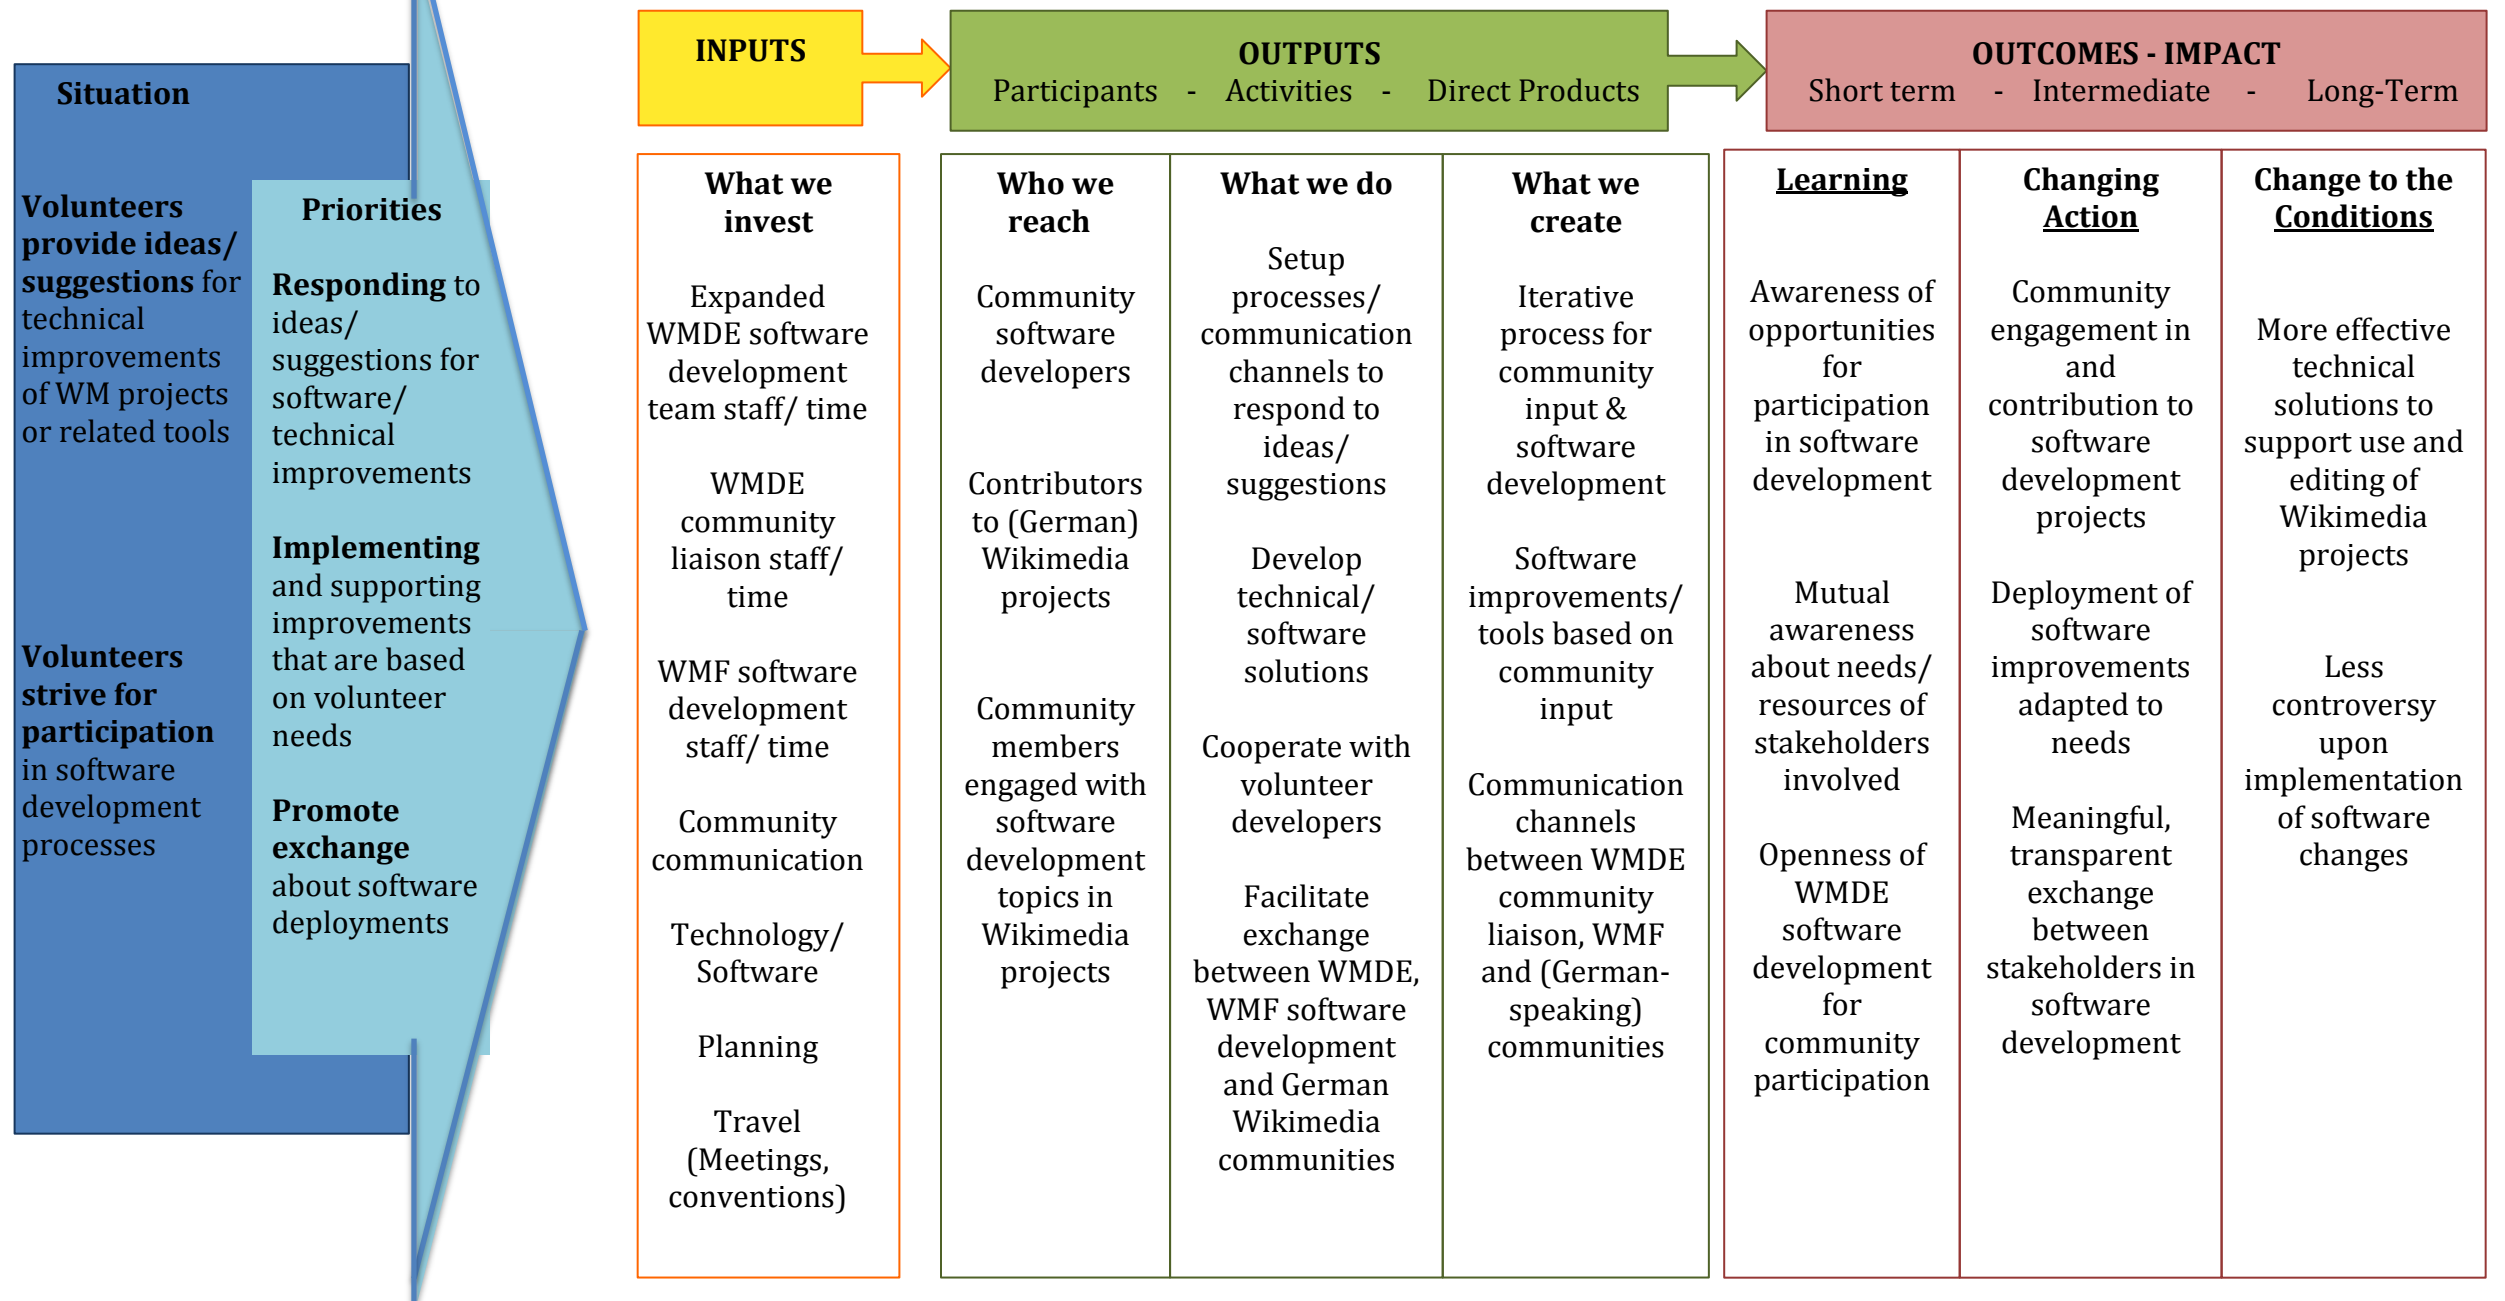 Situation
Volunteers
provide ideas/
suggestions for
technical
improvements
of WM projects
or related tools
Volunteers
strive for
participation
in software
development
processes
Priorities
Responding to
ideas/
suggestions for
software/
technical
improvements
Implementing
and supporting
improvements
that are based
on volunteer
needs
Promote
exchange
about software
deployments
INPUTS
What we
invest
Expanded
WMDE software
development
team staff/ time
WMDE
community
liaison staff/
time
WMF software
development
staff/ time
Community
communication
Technology/
Software
Planning
Travel
(Meetings,
conventions)
OUTPUTS
Participants - Activities - Direct Products
Who we
reach
Community
software
developers
Contributors
to (German)
Wikimedia
projects
Community
members
engaged with
software
development
topics in
Wikimedia
projects
What we do
Setup
processes/
communication
channels to
respond to
ideas/
suggestions
Develop
technical/
software
solutions
Cooperate with
volunteer
developers
Facilitate
exchange
between WMDE,
WMF software
development
and German
Wikimedia
communities
What we
create
Iterative
process for
community
input &
software
development
Software
improvements/
tools based on
community
input
Communication
channels
between WMDE
community
liaison, WMF
and (German-
speaking)
communities
OUTCOMES - IMPACT
Short term - Intermediate - Long-Term
Learning
Awareness of
opportunities
for
participation
in software
development
Mutual
awareness
about needs/
resources of
stakeholders
involved
Openness of
WMDE
software
development
for
community
participation
Changing
Action
Community
engagement in
and
contribution to
software
development
projects
Deployment of
software
improvements
adapted to
needs
Meaningful,
transparent
exchange
between
stakeholders in
software
development
Change to the
Conditions
More effective
technical
solutions to
support use and
editing of
Wikimedia
projects
Less
controversy
upon
implementation
of software
changes